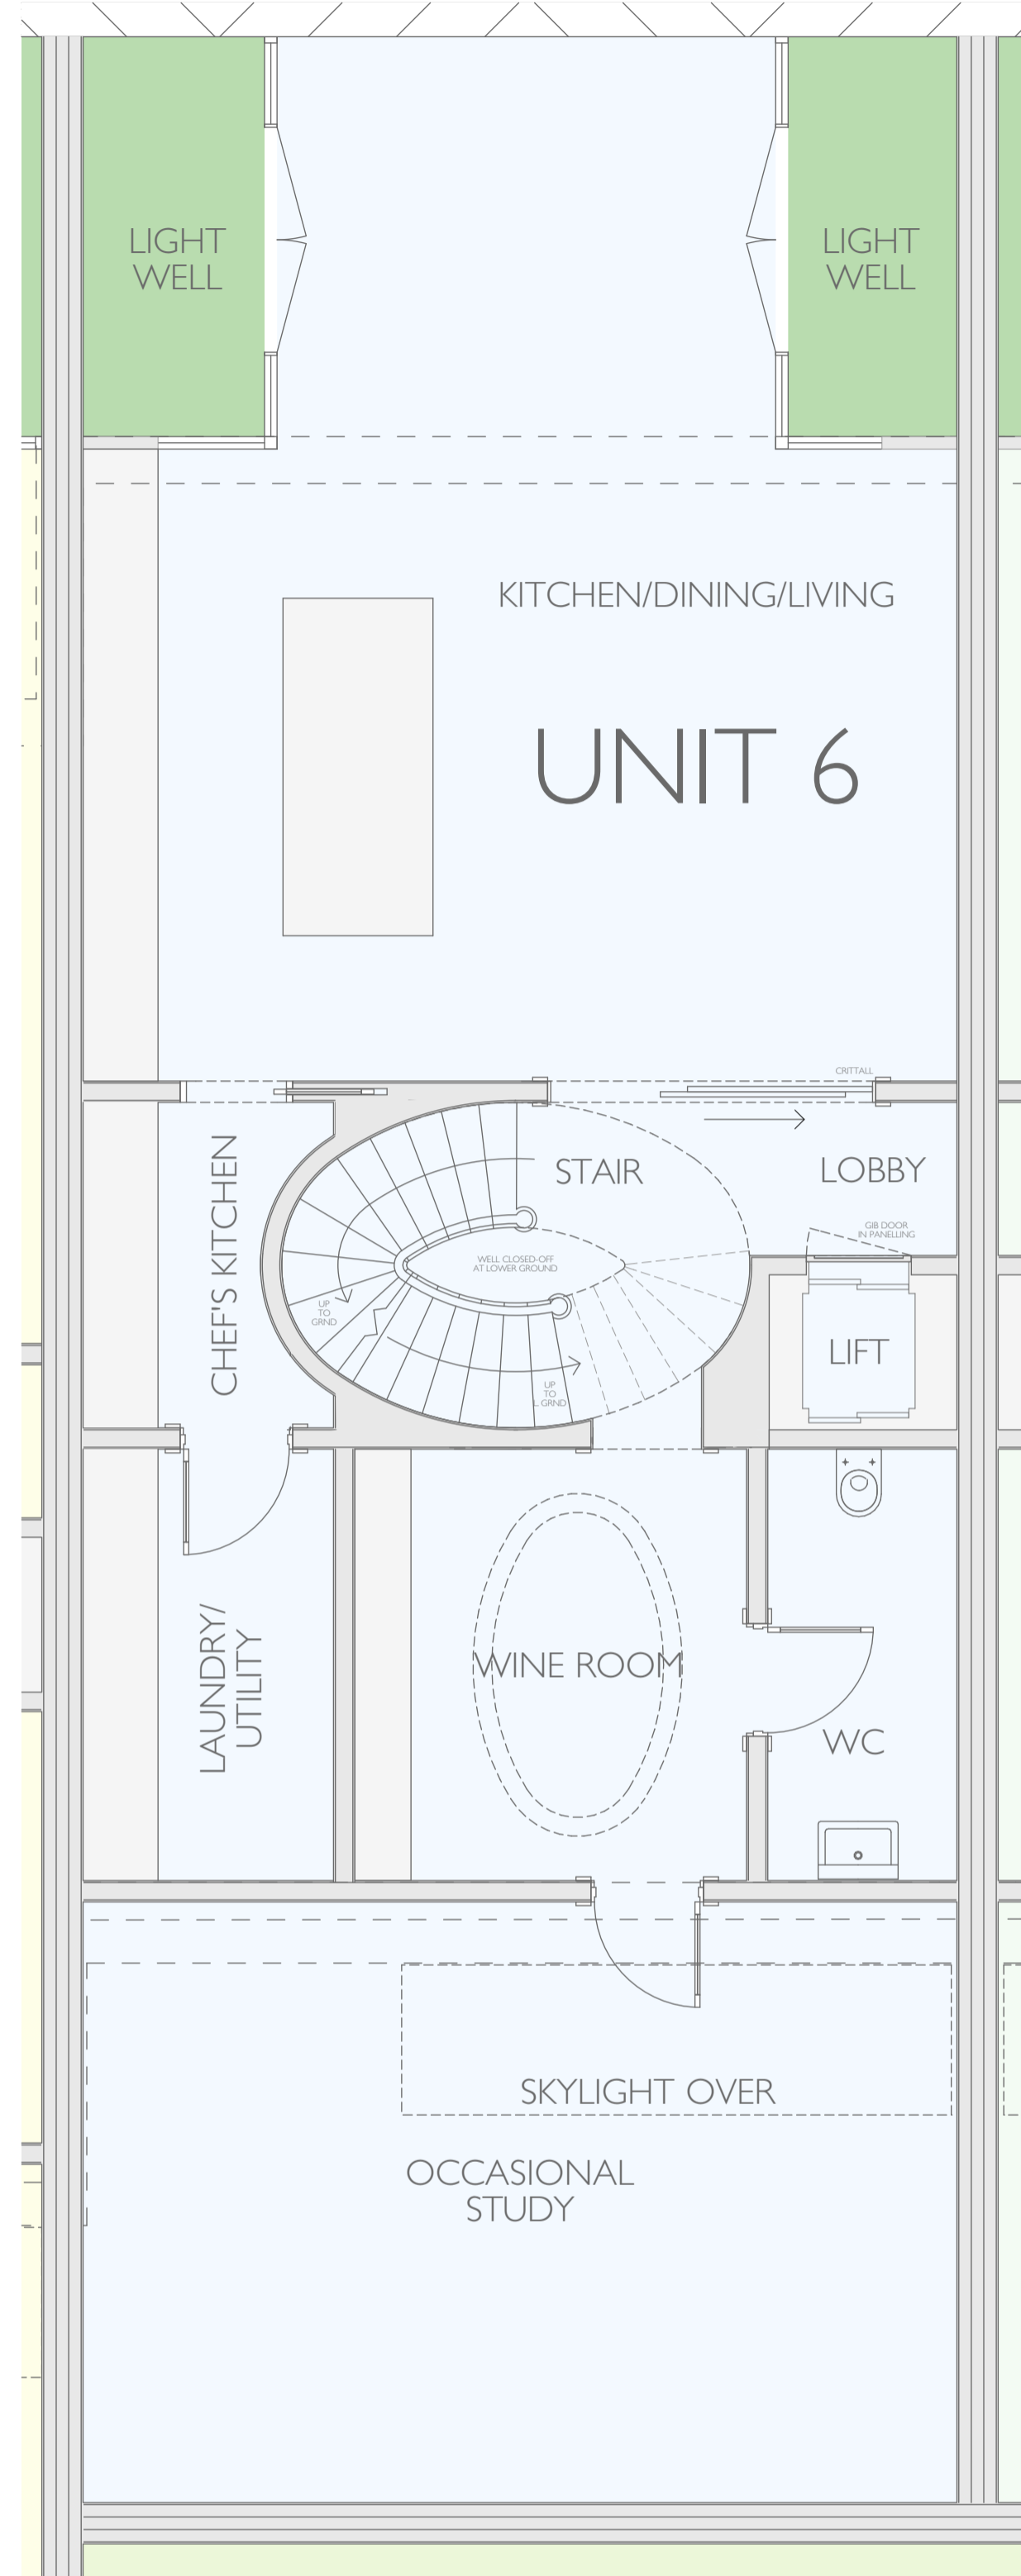 LIGHT
WELL
LIGHT
WELL
KITCHEN/DINING/LIVING
UNIT 6
CRITTALL
CHEF'S KITCHEN
STAIR
LOBBY
GIB DOOR
IN PANELLING
WELL CLOSED-OFF
AT LOWER GROUND
UP
TO
GRND
LIFT
UP
TO
L GRND
LAUNDRY/
UTILITY
WINE ROOM
WC
SKYLIGHT OVER
OCCASIONAL
STUDY